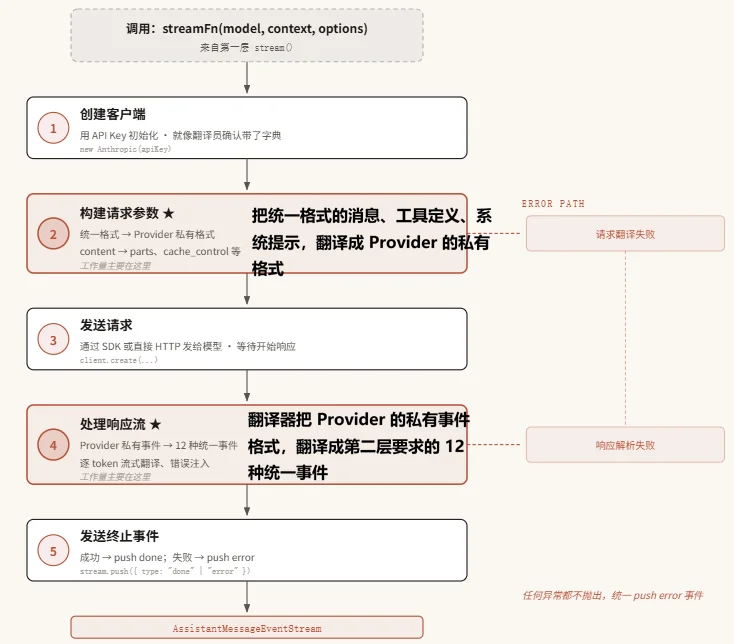 调用：streamFn(model, context, options)
来自第一层 stream()
1
创建客户端
用 API Key 初始化 · 就像翻译员确认带了字典
new Anthropic(apiKey)
2
构建请求参数 ★
统一格式 → Provider 私有格式
content → parts、cache_control 等
工作量主要在这里
把统一格式的消息、工具定义、系
统提示，翻译成 Provider 的私有
格式
ERROR PATH
请求翻译失败
3
发送请求
通过 SDK 或直接 HTTP 发给模型 · 等待开始响应
client.create(...)
4
处理响应流 ★
Provider 私有事件 → 12 种统一事件
逐 token 流式翻译、错误注入
工作量主要在这里
翻译器把 Provider 的私有事件
格式，翻译成第二层要求的 12
种统一事件
响应解析失败
5
发送终止事件
成功 → push done；失败 → push error
stream.push({ type: "done" | "error" })
任何异常都不抛出，统一 push error 事件
AssistantMessageEventStream